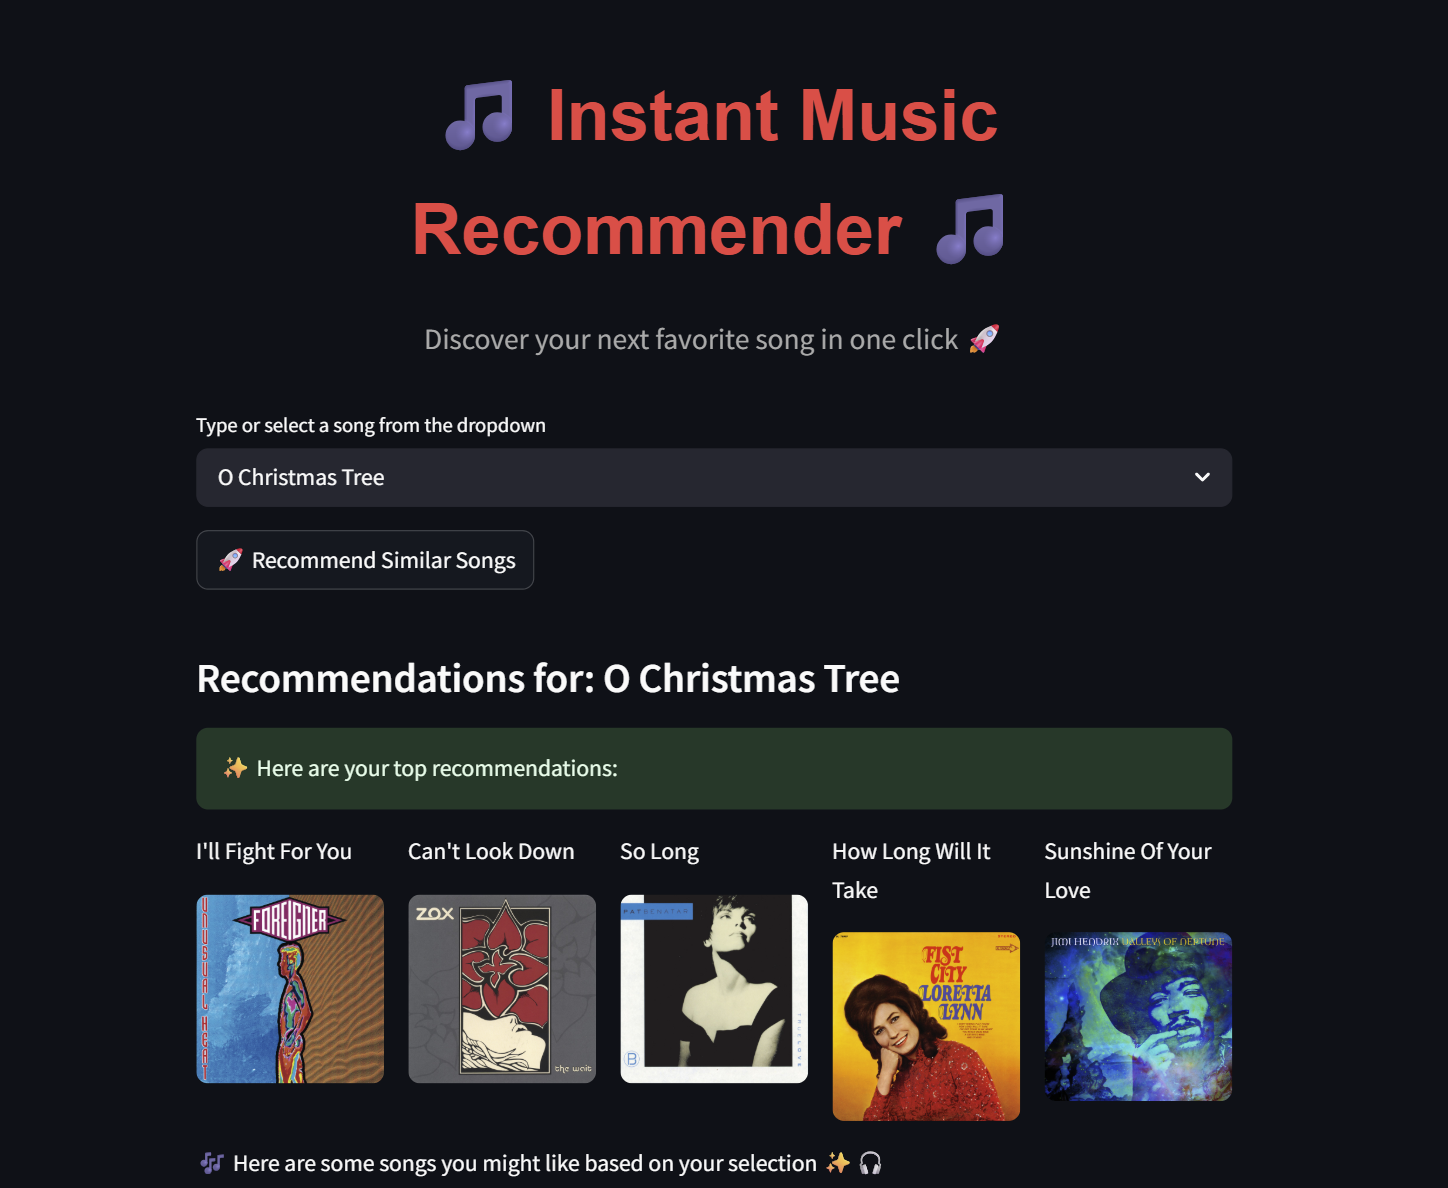 🎵 Instant Music
Recommender 🎵
Discover your next favorite song in one click 🚀
Type or select a song from the dropdown
O Christmas Tree
🚀 Recommend Similar Songs
Recommendations for: O Christmas Tree
✨ Here are your top recommendations:
I'll Fight For You
FOREIGNER
UNUSUAL HEAT
Can't Look Down
ZOX
the wait
So Long
PAT BENATAR
TRUE LOVE
How Long Will It
Take
FIST
CITY
LORETTA
LYNN
Sunshine Of Your
Love
JIMI HENDRIX VALLEYS OF NEPTUNE
🎶 Here are some songs you might like based on your selection ✨ 🎧